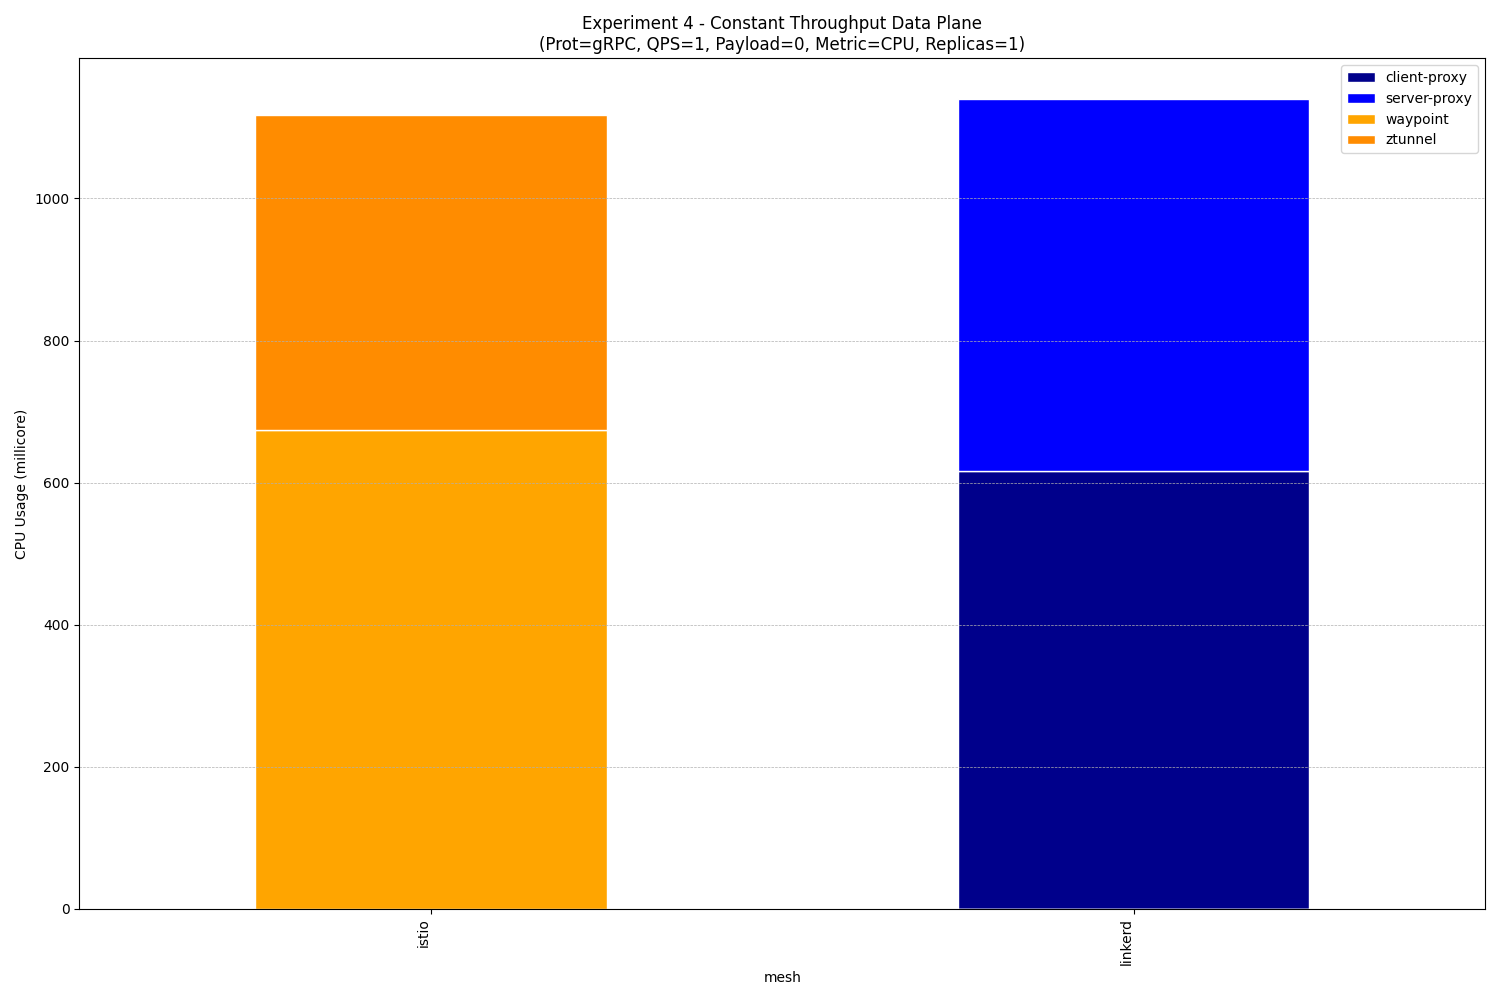 Experiment 4 - Constant Throughput Data Plane
(Prot=gRPC, QPS=1, Payload=0, Metric=CPU, Replicas=1)
client-proxy
server-proxy
waypoint
ztunnel
CPU Usage (millicore)
1000
800
600
400
200
0
istio
linkerd
mesh